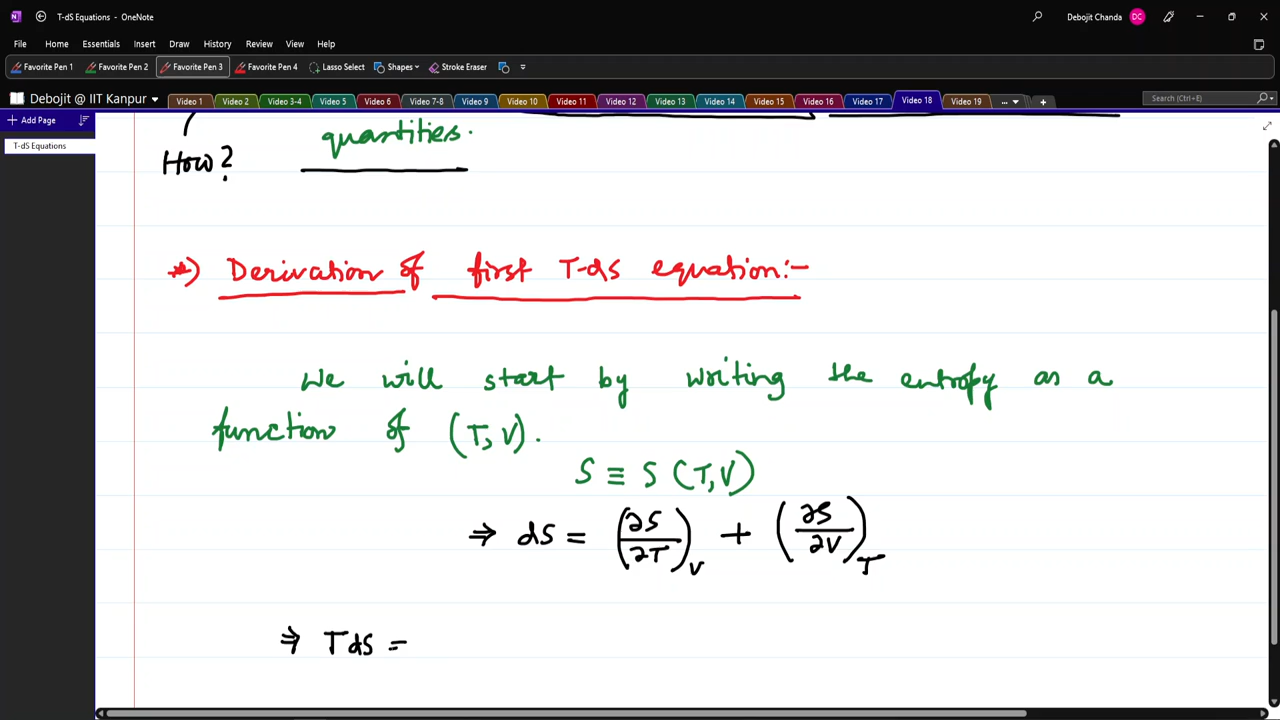 T-dS Equations - OneNote
Debojit Chanda DC
File Home Essentials Insert Draw History Review View Help
Favorite Pen 1 Favorite Pen 2 Favorite Pen 3 Favorite Pen 4 Lasso Select Shapes Stroke Eraser
Debojit @ IIT Kanpur Video 1 Video 2 Video 3-4 Video 5 Video 6 Video 7-8 Video 9 Video 10 Video 11 Video 12 Video 13 Video 14 Video 15 Video 16 Video 17 Video 18 Video 19 ... Search (Ctrl+E)
Add Page
T-dS Equations
quantities.
How?
*) Derivation of first T-ds equation:-
We will start by writing the entropy as a
function of (T, V).
S ≡ S (T,V)
⇒ dS = (∂S/∂T)_V + (∂S/∂V)_T
⇒ TdS =